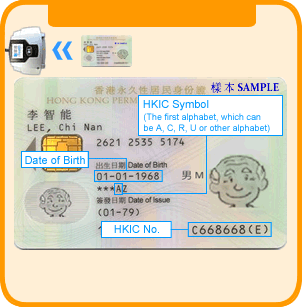 樣本 SAMPLE
香港永久性居民身份證
HONG KONG PERM
李智能
LEE, Chi Nan
HKIC Symbol
(The first alphabet, which can
be A, C, R, U or other alphabet)
2621 2535 5174
Date of Birth
出生日期 Date of Birth
01-01-1968 男 M
***AZ
簽發日期 Date of Issue
(01-79)
HKIC No.
C668668(E)